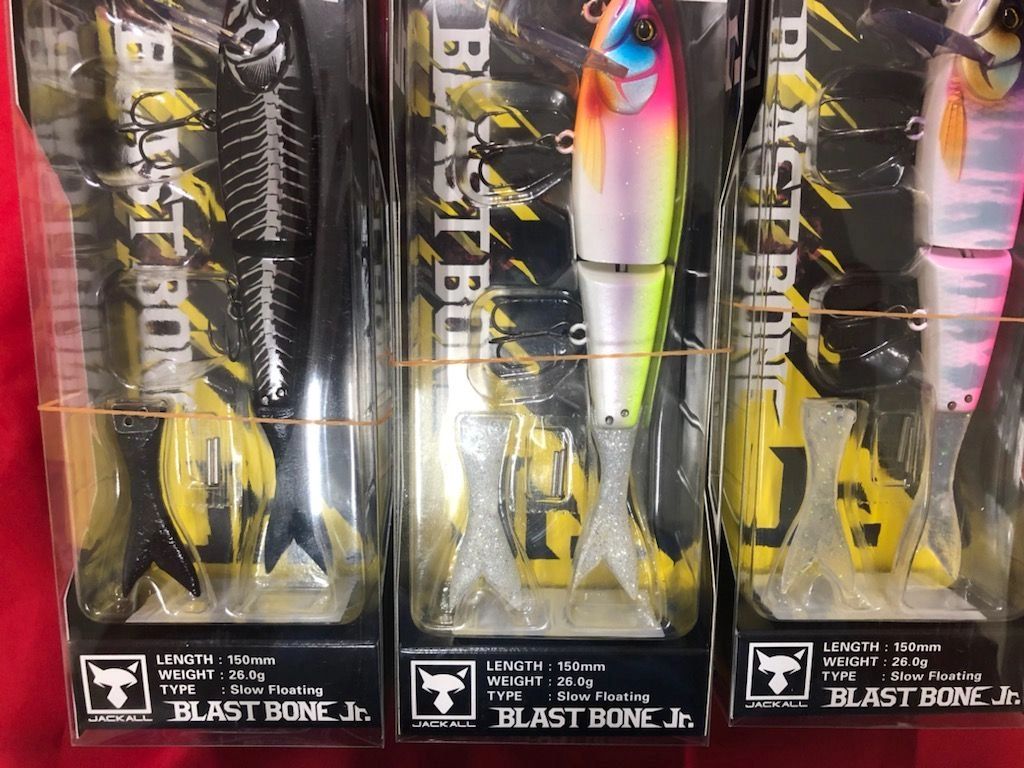 BLAST BONE
LENGTH : 150mm
WEIGHT : 26.0g
TYPE : Slow Floating
JACKALL
BLAST BONE Jr.
BLAST BONE
LENGTH : 150mm
WEIGHT : 26.0g
TYPE : Slow Floating
JACKALL
BLAST BONE Jr.
BLAST BONE
LENGTH : 150mm
WEIGHT : 26.0g
TYPE : Slow Floating
JACKALL
BLAST BONE Jr.